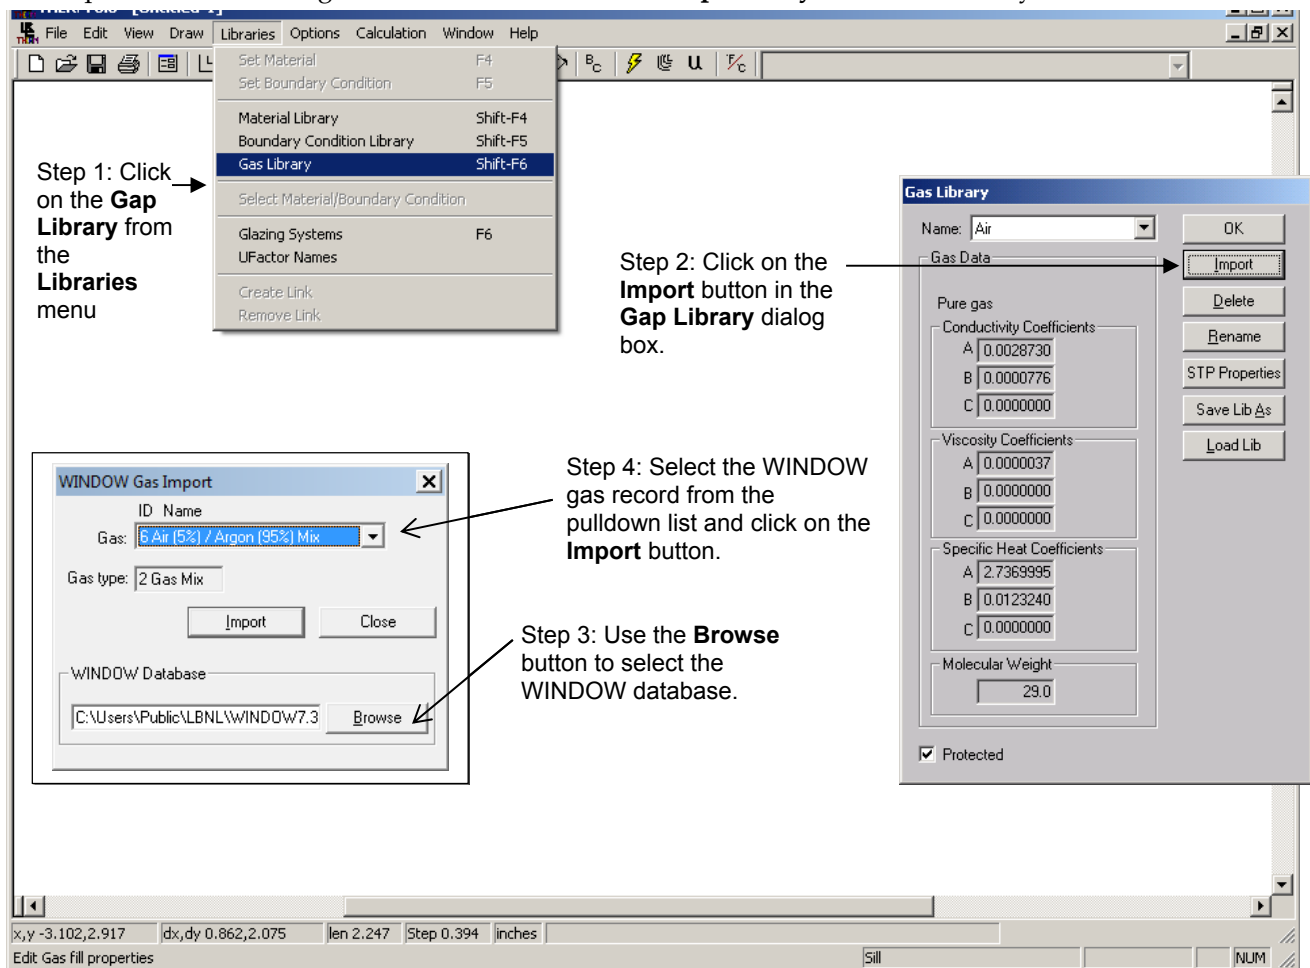 File Edit View Draw Libraries Options Calculation Window Help
Set Material F4
Set Boundary Condition F5
Material Library Shift-F4
Boundary Condition Library Shift-F5
Gas Library Shift-F6
Select Material/Boundary Condition
Glazing Systems F6
UFactor Names
Create Link
Remove Link
Step 1: Click
on the Gap
Library from
the
Libraries
menu
Step 2: Click on the
Import button in the
Gap Library dialog
box.
Gas Library
Name: Air
OK
Import
Delete
Rename
STP Properties
Save Lib As
Load Lib
Gas Data
Pure gas
Conductivity Coefficients
A 0.0028730
B 0.0000776
C 0.0000000
Viscosity Coefficients
A 0.0000037
B 0.0000000
C 0.0000000
Specific Heat Coefficients
A 2.7369995
B 0.0123240
C 0.0000000
Molecular Weight
29.0
Protected
WINDOW Gas Import
ID Name
Gas: 6 Air (5%) / Argon (95%) Mix
Gas type: 2 Gas Mix
Import Close
WINDOW Database
C:\Users\Public\LBNL\WINDOW7.3 Browse
Step 4: Select the WINDOW
gas record from the
pulldown list and click on the
Import button.
Step 3: Use the Browse
button to select the
WINDOW database.
x,y -3.102,2.917 dx,dy 0.862,2.075 len 2.247 Step 0.394 inches
Edit Gas fill properties Sill NUM